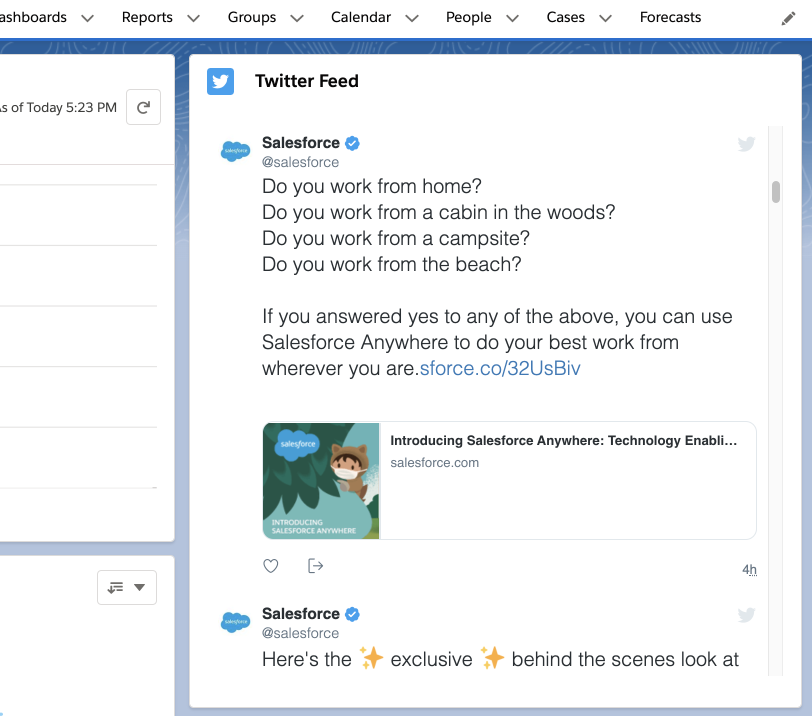 ashboards Reports Groups Calendar People Cases Forecasts
As of Today 5:23 PM
Twitter Feed
salesforce
Salesforce
@salesforce
Do you work from home?
Do you work from a cabin in the woods?
Do you work from a campsite?
Do you work from the beach?
If you answered yes to any of the above, you can use
Salesforce Anywhere to do your best work from
wherever you are.sforce.co/32UsBiv
salesforce
INTRODUCING
SALESFORCE ANYWHERE
Introducing Salesforce Anywhere: Technology Enabli...
salesforce.com
4h
salesforce
Salesforce
@salesforce
Here's the ✨ exclusive ✨ behind the scenes look at